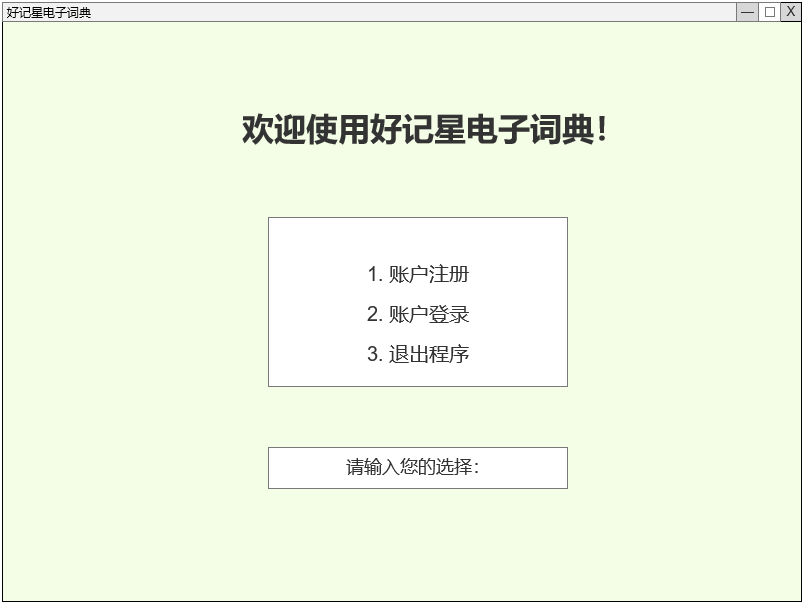 好记星电子词典
— □ X
欢迎使用好记星电子词典！
1. 账户注册
2. 账户登录
3. 退出程序
请输入您的选择：